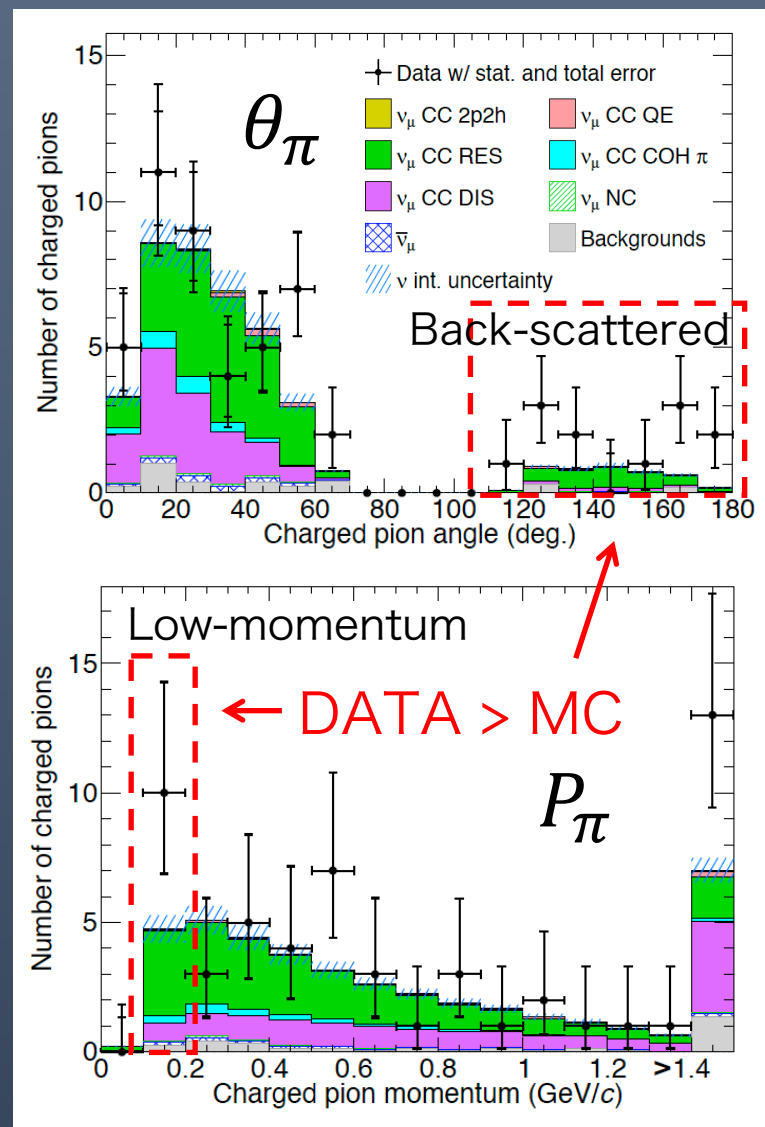 15
10
5
0
Number of charged pions
θπ
Data w/ stat. and total error
νμ CC 2p2h
νμ CC QE
νμ CC RES
νμ CC COH π
νμ CC DIS
νμ NC
ν̅μ
Backgrounds
ν int. uncertainty
Back-scattered
0 20 40 60 80 100 120 140 160 180
Charged pion angle (deg.)
Low-momentum
DATA > MC
Pπ
15
10
5
0
Number of charged pions
0 0.2 0.4 0.6 0.8 1 1.2 >1.4
Charged pion momentum (GeV/c)